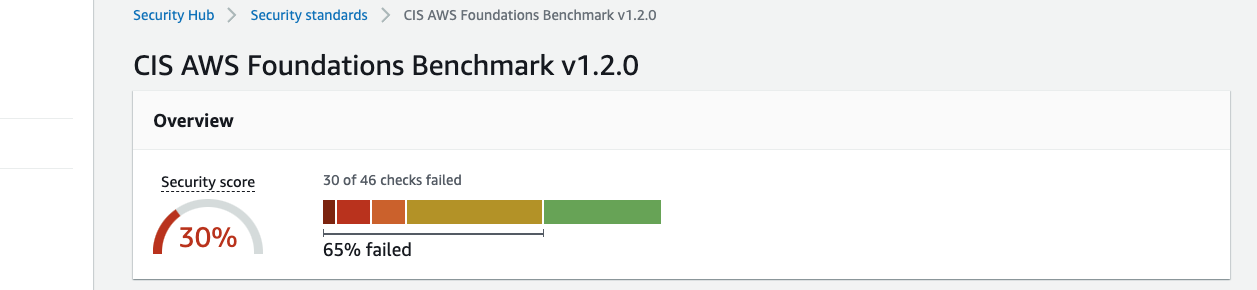 Security Hub > Security standards > CIS AWS Foundations Benchmark v1.2.0
CIS AWS Foundations Benchmark v1.2.0
Overview
Security score
30%
30 of 46 checks failed
65% failed